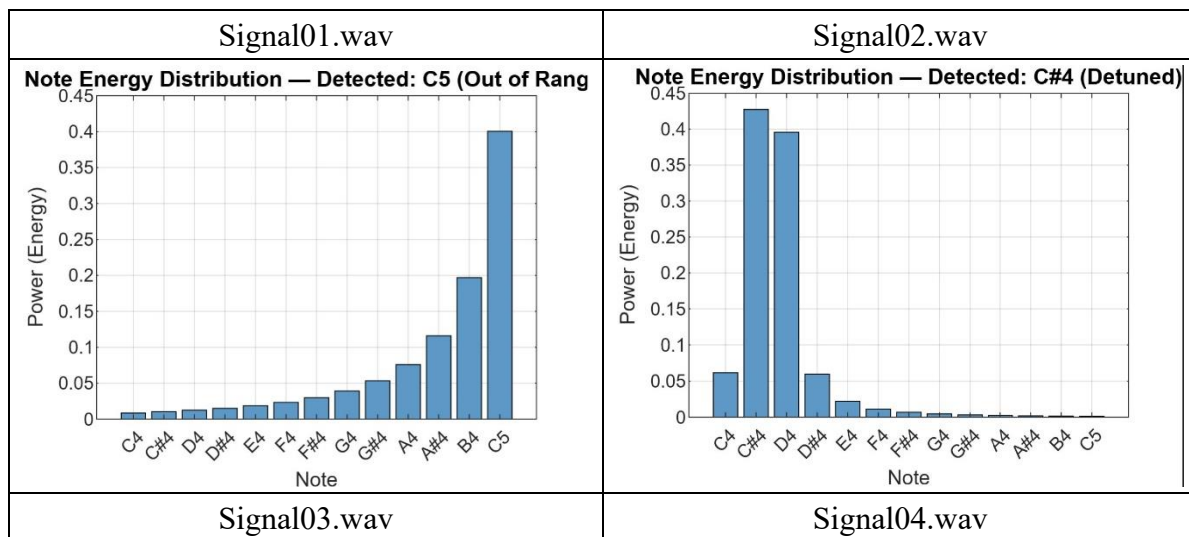 Signal01.wav
Signal02.wav
Note Energy Distribution — Detected: C5 (Out of Rang
0.45
0.4
0.35
0.3
0.25
0.2
0.15
0.1
0.05
0
Power (Energy)
C4 C#4 D4 D#4 E4 F4 F#4 G4 G#4 A4 A#4 B4 C5
Note
Note Energy Distribution — Detected: C#4 (Detuned)
0.45
0.4
0.35
0.3
0.25
0.2
0.15
0.1
0.05
0
Power (Energy)
C4 C#4 D4 D#4 E4 F4 F#4 G4 G#4 A4 A#4 B4 C5
Note
Signal03.wav
Signal04.wav